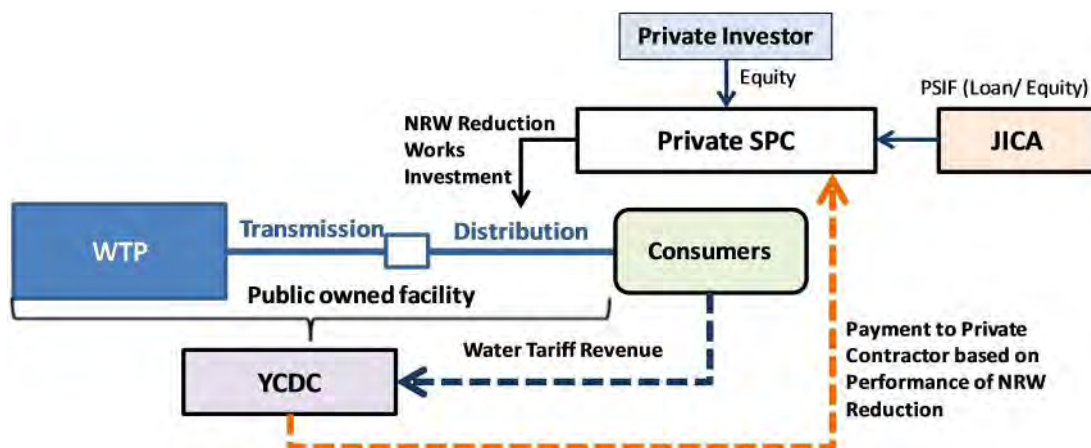 Private Investor
Equity
PSIF (Loan/ Equity)
NRW Reduction
Works
Investment
Private SPC
JICA
WTP
Transmission
Distribution
Consumers
Public owned facility
Water Tariff Revenue
YCDC
Payment to Private
Contractor based on
Performance of NRW
Reduction